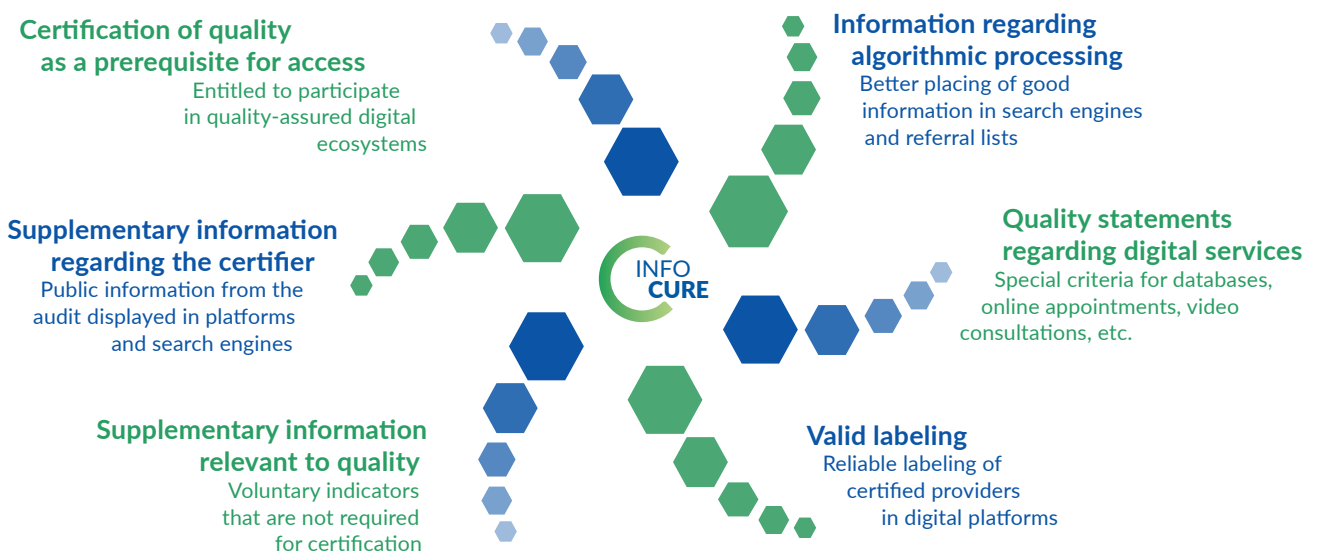 Certification of quality
as a prerequisite for access
Entitled to participate
in quality-assured digital
ecosystems
Information regarding
algorithmic processing
Better placing of good
information in search engines
and referral lists
Supplementary information
regarding the certifier
Public information from the
audit displayed in platforms
and search engines
INFO
CURE
Quality statements
regarding digital services
Special criteria for databases,
online appointments, video
consultations, etc.
Supplementary information
relevant to quality
Voluntary indicators
that are not required
for certification
Valid labeling
Reliable labeling of
certified providers
in digital platforms